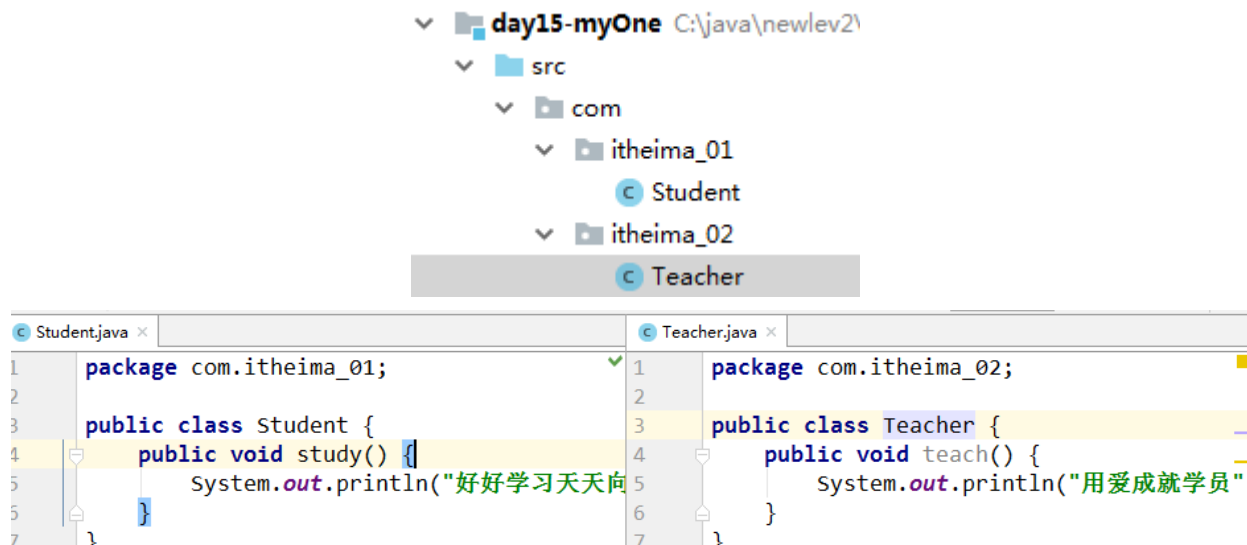 day15-myOne C:\java\newlev2\
src
com
itheima_01
Student
itheima_02
Teacher
Student.java
1 package com.itheima_01;
2
3 public class Student {
4 public void study() {
5 System.out.println("好好学习天天向
6 }
7 }
Teacher.java
1 package com.itheima_02;
2
3 public class Teacher {
4 public void teach() {
5 System.out.println("用爱成就学员"
6 }
7 }